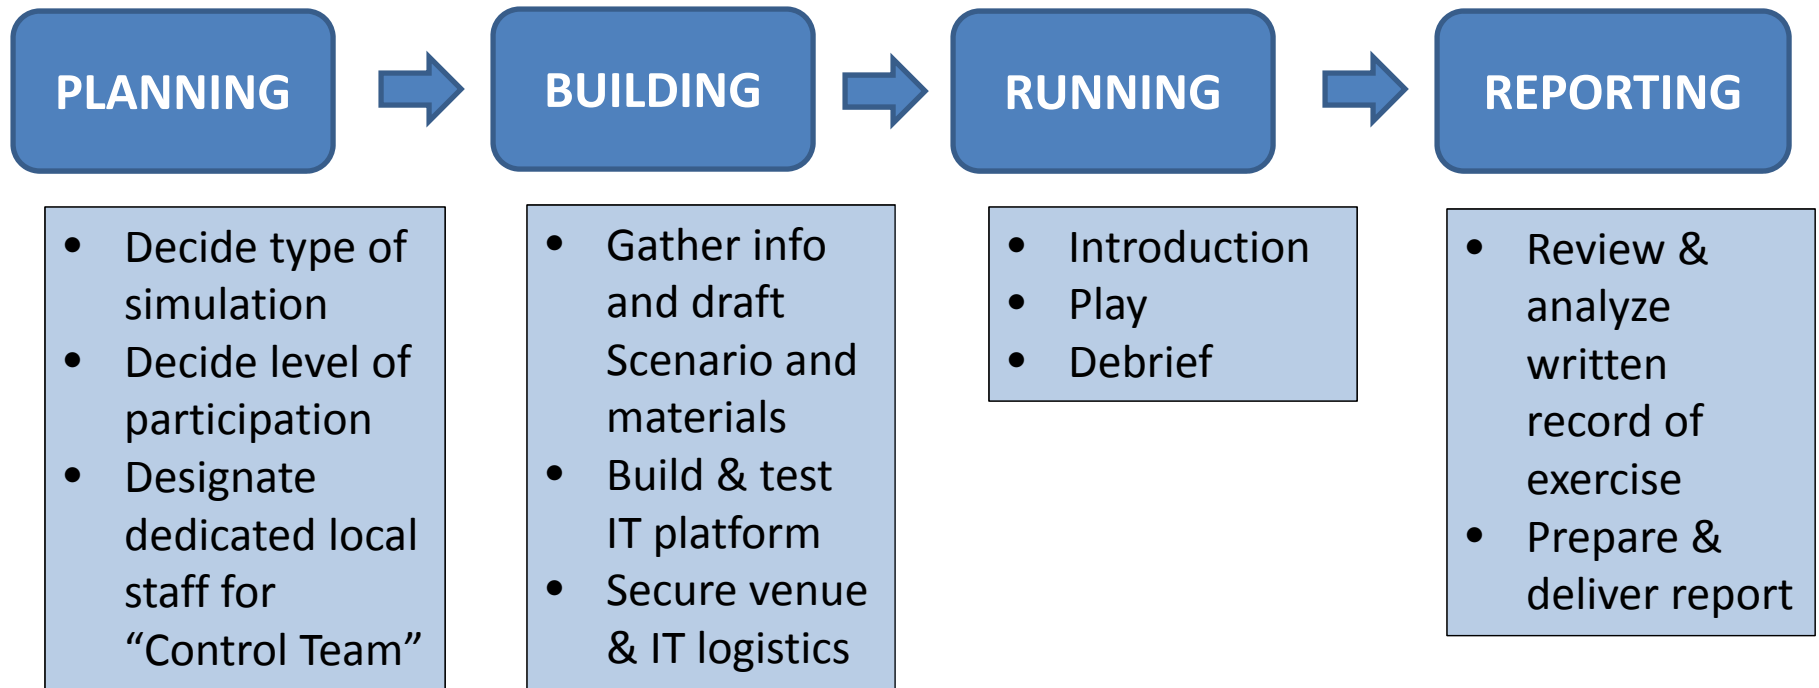 PLANNING
BUILDING
RUNNING
REPORTING
• Decide type of
simulation
• Decide level of
participation
• Designate
dedicated local
staff for
“Control Team”
• Gather info
and draft
Scenario and
materials
• Build & test
IT platform
• Secure venue
& IT logistics
• Introduction
• Play
• Debrief
• Review &
analyze
written
record of
exercise
• Prepare &
deliver report